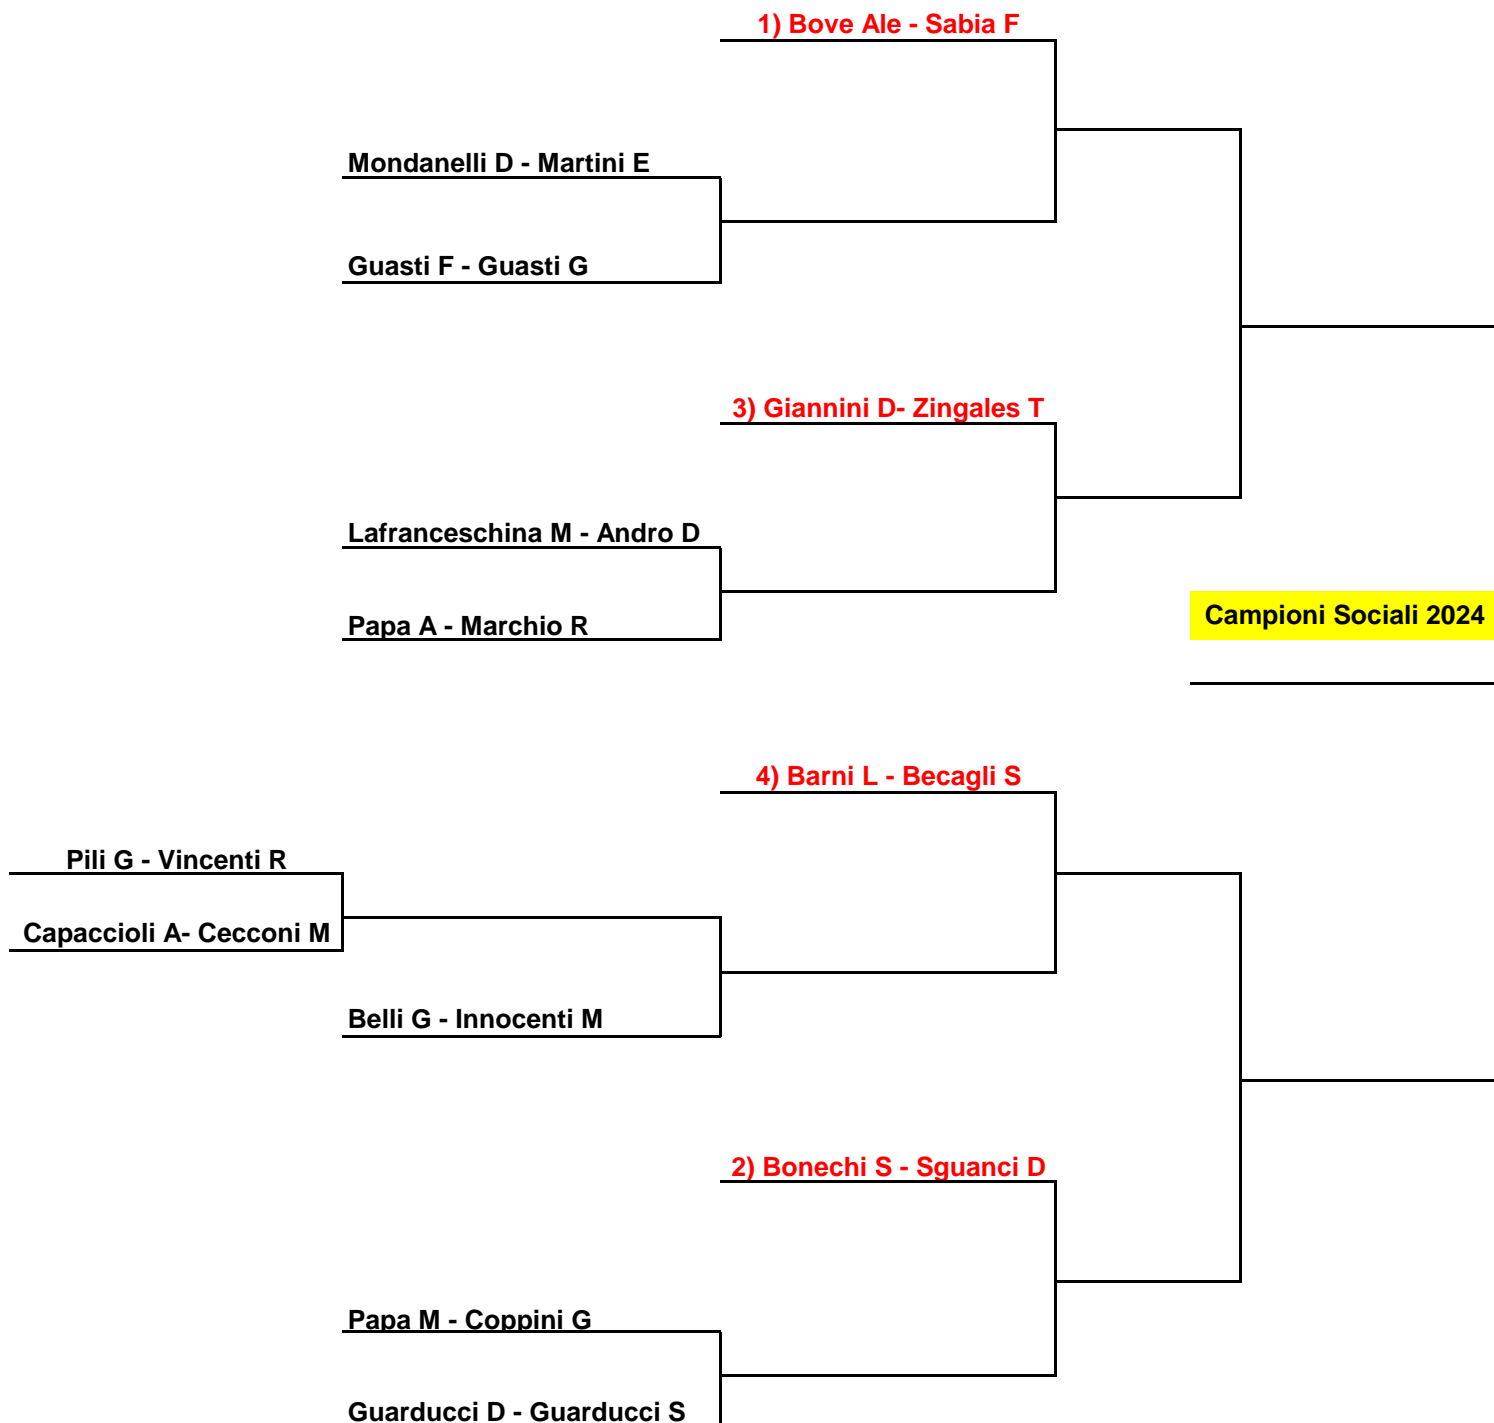 1) Bove Ale - Sabia F
Mondanelli D - Martini E
Guasti F - Guasti G
3) Giannini D- Zingales T
Lafranceschina M - Andro D
Campioni Sociali 2024
Papa A - Marchio R
4) Barni L - Becagli S
Pili G - Vincenti R
Capaccioli A- Cecconi M
Belli G - Innocenti M
2) Bonechi S - Sguanci D
Papa M - Coppini G
Guarducci D - Guarducci S